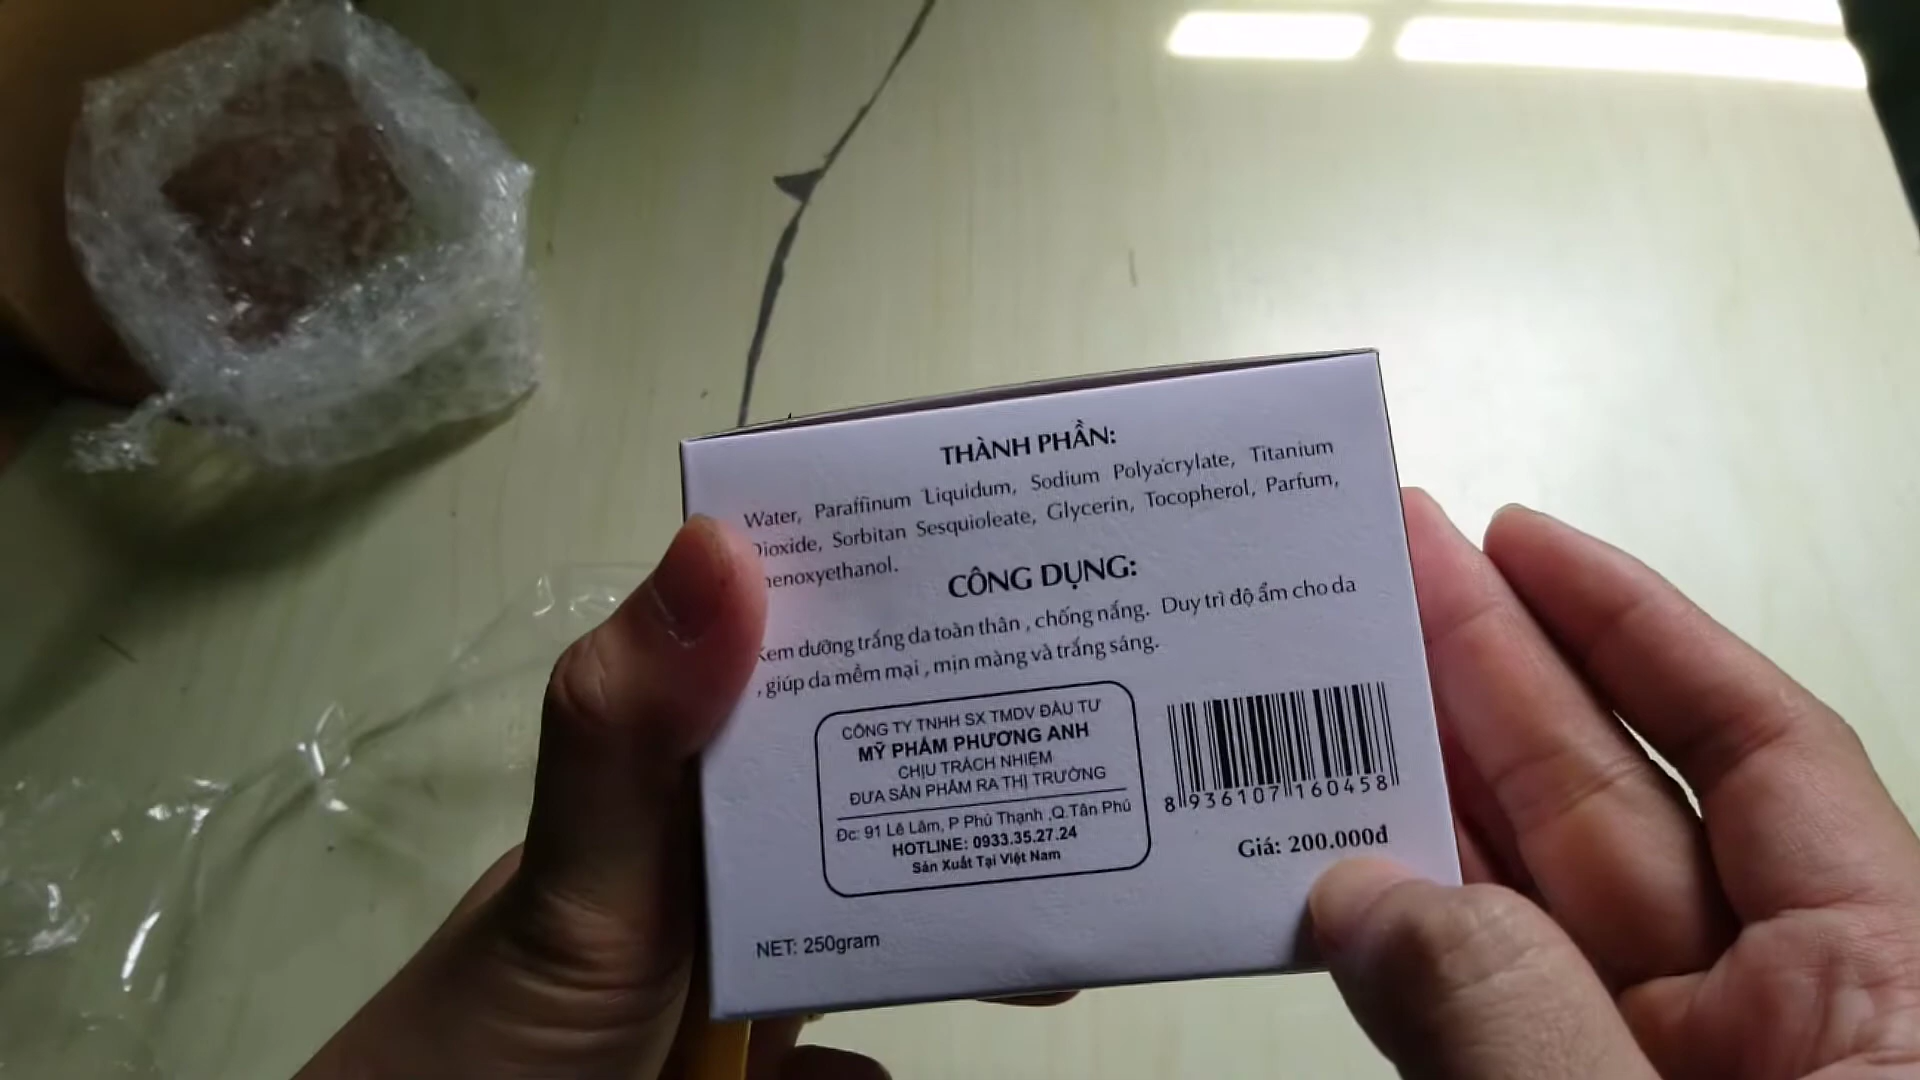 THÀNH PHẦN:
Water, Paraffinum Liquidum, Sodium Polyacrylate, Titanium
Dioxide, Sorbitan Sesquioleate, Glycerin, Tocopherol, Parfum,
henoxyethanol.
CÔNG DỤNG:
Kem dưỡng trắng da toàn thân , chống nắng. Duy trì độ ẩm cho da
, giúp da mềm mại , mịn màng và trắng sáng.
CÔNG TY TNHH SX TMDV ĐẦU TƯ
MỸ PHẨM PHƯƠNG ANH
CHỊU TRÁCH NHIỆM
ĐƯA SẢN PHẨM RA THỊ TRƯỜNG
Đc: 91 Lê Lâm, P Phú Thạnh ,Q.Tân Phú
HOTLINE: 0933.35.27.24
Sản Xuất Tại Việt Nam
8 936107 160458
Giá: 200.000đ
NET: 250gram